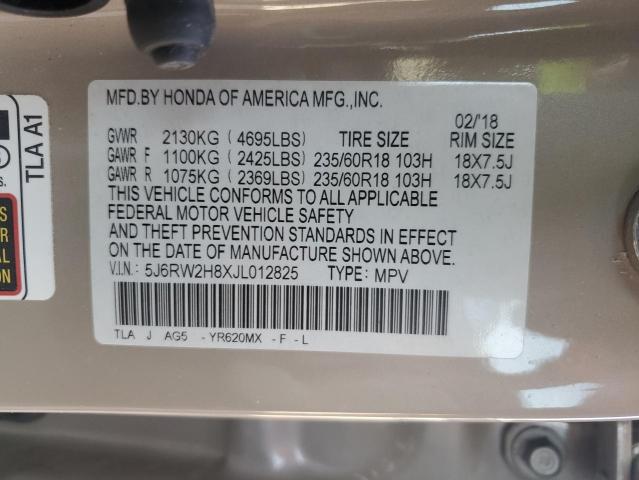 MFD.BY HONDA OF AMERICA MFG.,INC.
02/'18
GVWR 2130KG ( 4695LBS) TIRE SIZE RIM SIZE
GAWR F 1100KG ( 2425LBS) 235/60R18 103H 18X7.5J
GAWR R 1075KG ( 2369LBS) 235/60R18 103H 18X7.5J
THIS VEHICLE CONFORMS TO ALL APPLICABLE
FEDERAL MOTOR VEHICLE SAFETY
AND THEFT PREVENTION STANDARDS IN EFFECT
ON THE DATE OF MANUFACTURE SHOWN ABOVE.
V.I.N: 5J6RW2H8XJL012825 TYPE: MPV
TLA J AG5 - YR620MX - F - L
TLA A1